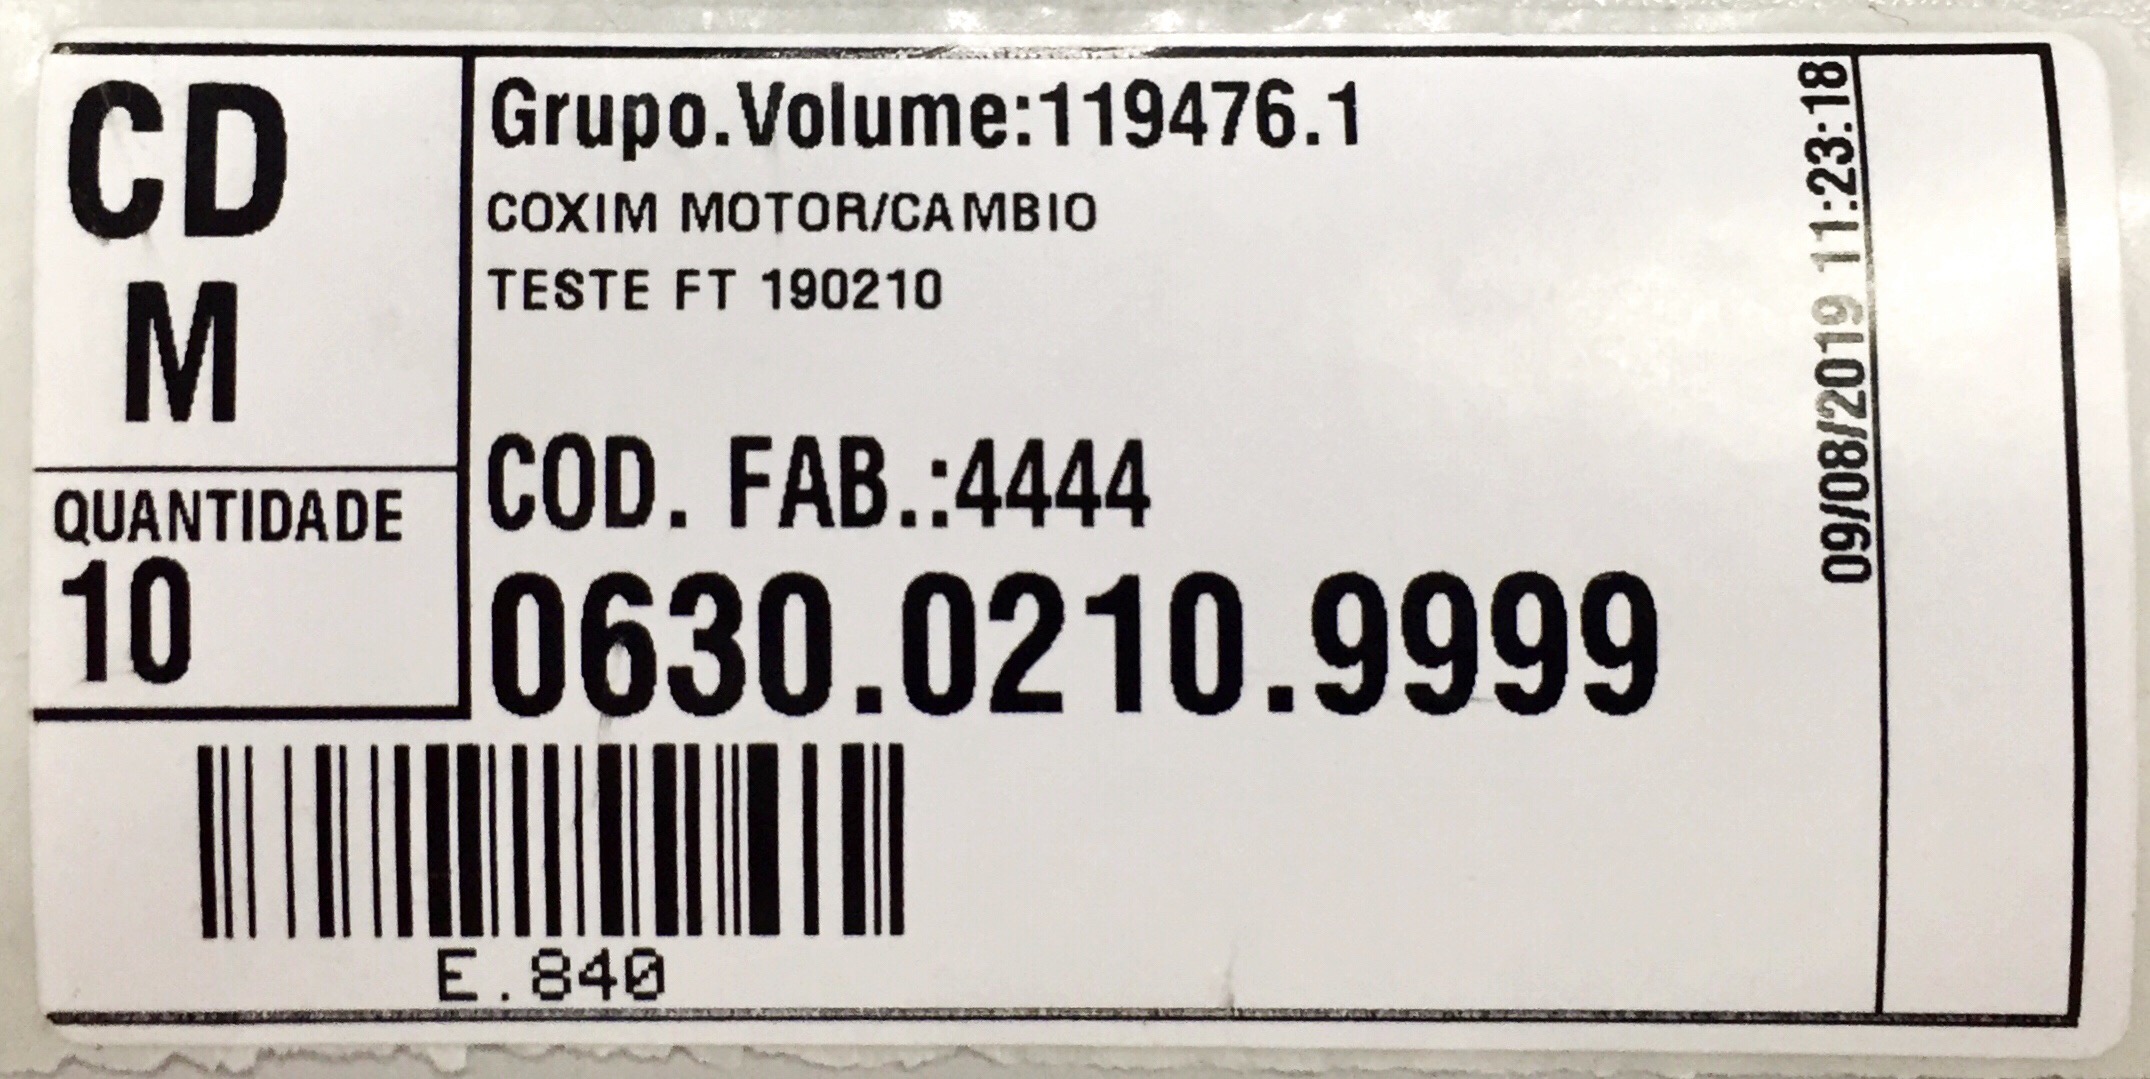 CD
M
QUANTIDADE
10
Grupo.Volume:119476.1
COXIM MOTOR/CAMBIO
TESTE FT 190210
COD. FAB.:4444
0630.0210.9999
09/08/2019 11:23:18
E.840